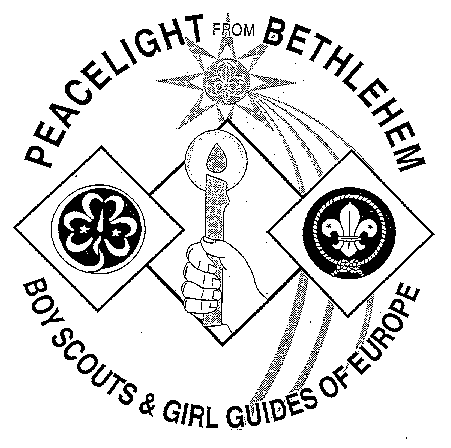 PEACELIGHT FROM BETHLEHEM
BOY SCOUTS & GIRL GUIDES OF EUROPE